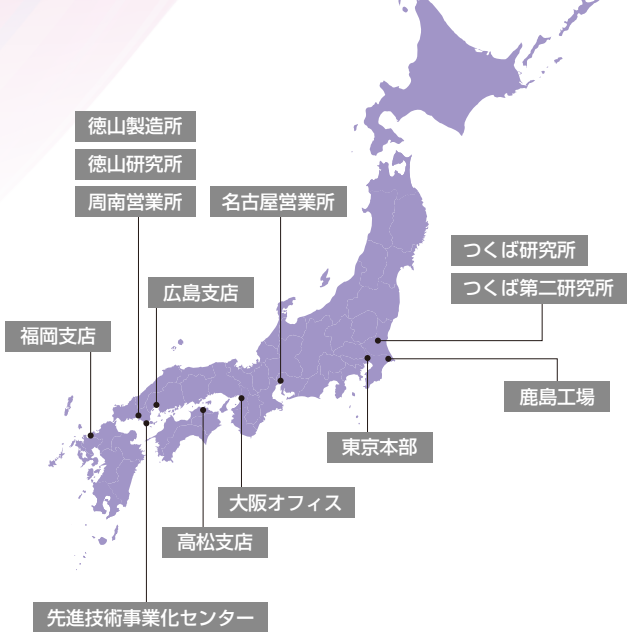 徳山製造所
徳山研究所
周南営業所
名古屋営業所
つくば研究所
つくば第二研究所
広島支店
福岡支店
鹿島工場
東京本部
大阪オフィス
高松支店
先進技術事業化センター